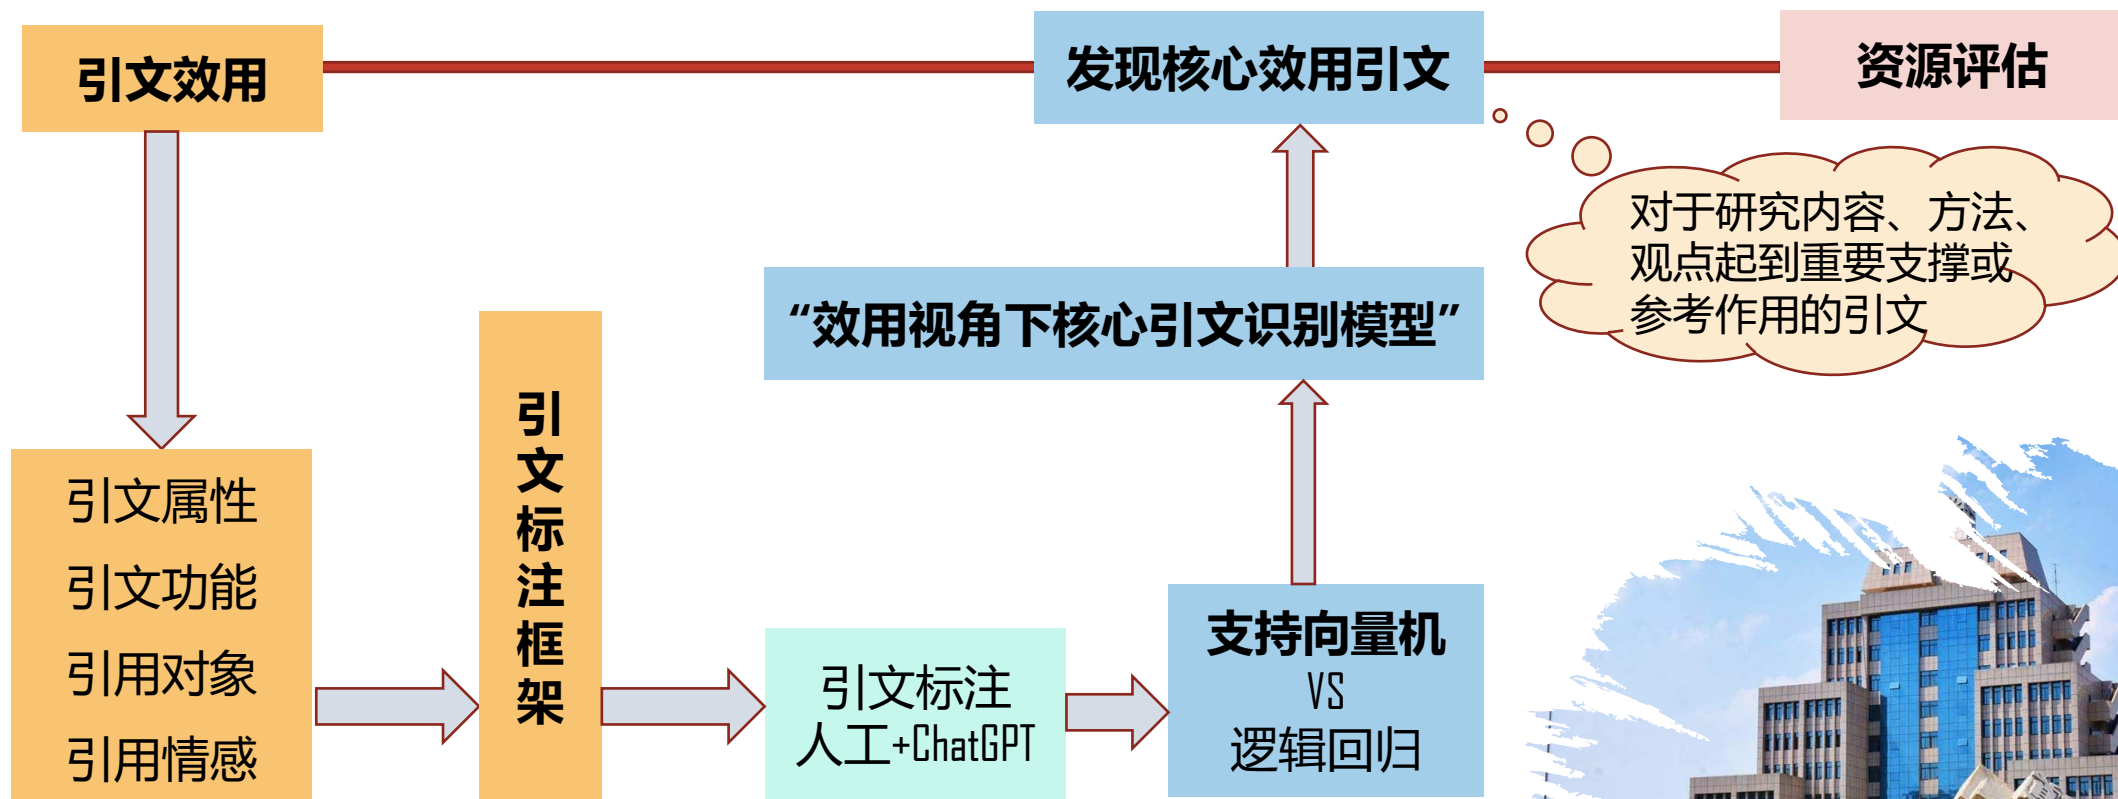 引文效用
发现核心效用引文
资源评估
对于研究内容、方法、
观点起到重要支撑或
参考作用的引文
“效用视角下核心引文识别模型”
引文属性
引文功能
引用对象
引用情感
引文标注框架
引文标注
人工+ChatGPT
支持向量机
VS
逻辑回归